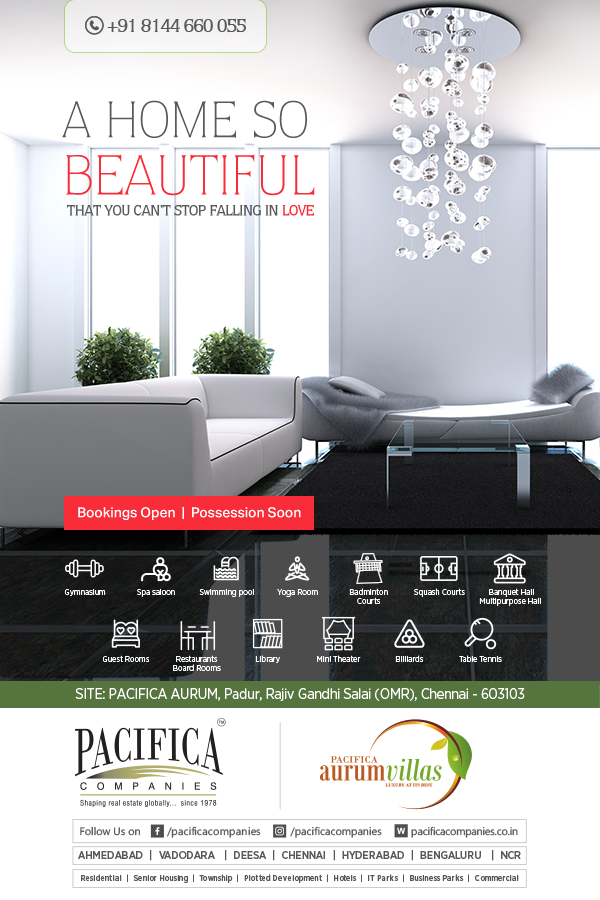 +91 8144 660 055
A HOME SO
BEAUTIFUL
THAT YOU CAN'T STOP FALLING IN LOVE
Bookings Open | Possession Soon
Gymnasium
Spa saloon
Swimming pool
Yoga Room
Badminton
Courts
Squash Courts
Banquet Hall
Multipurpose Hall
Guest Rooms
Restaurants
Board Rooms
Library
Mini Theater
Billiards
Table Tennis
SITE: PACIFICA AURUM, Padur, Rajiv Gandhi Salai (OMR), Chennai - 603103
PACIFICA TM
COMPANIES
Shaping real estate globally... since 1978
PACIFICA
aurumvillas
LUXURY AT ITS BEST
Follow Us on f /pacificacompanies /pacificacompanies W pacificacompanies.co.in
AHMEDABAD | VADODARA | DEESA | CHENNAI | HYDERABAD | BENGALURU | NCR
Residential | Senior Housing | Township | Plotted Development | Hotels | IT Parks | Business Parks | Commercial